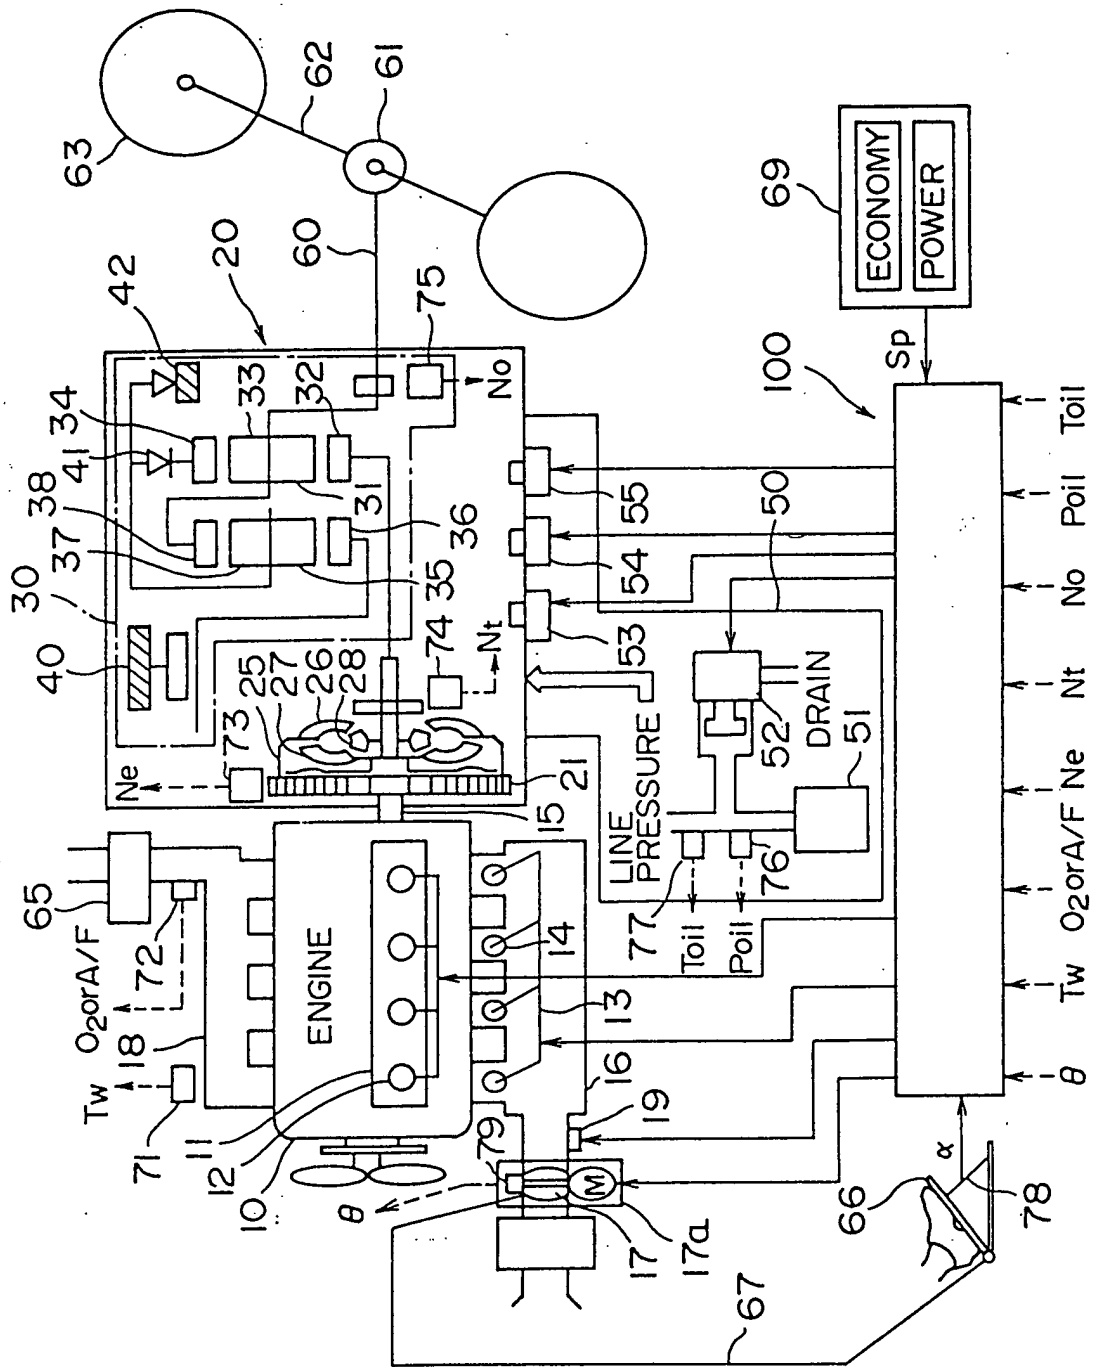 63
62
61
60
20
42
34
41
38
37
30
40
33
32
31
36
35
75
No
25
27
26
28
73
Ne
74
Nt
21
15
65
72
O2orA/F
18
Tw
71
11
12
10
ENGINE
14
13
16
19
79
θ
M
17
17a
67
66
78
α
55
54
53
50
LINE
PRESSURE
52
DRAIN
51
76
77
Toil
Poil
69
ECONOMY
POWER
Sp
100
θ
Tw
O2orA/F
Ne
Nt
No
Poil
Toil